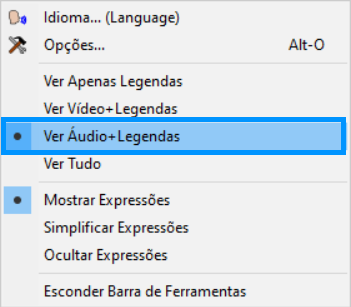 Idioma... (Language)
Opções... Alt-O
Ver Apenas Legendas
Ver Vídeo+Legendas
Ver Áudio+Legendas
Ver Tudo
Mostrar Expressões
Simplificar Expressões
Ocultar Expressões
Esconder Barra de Ferramentas